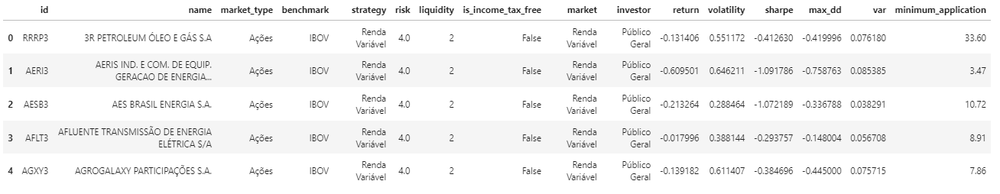 id name market_type benchmark strategy risk liquidity is_income_tax_free market investor return volatility sharpe max_dd var minimum_application
0 RRRP3 3R PETROLEUM ÓLEO E GÁS S.A Ações IBOV Renda Variável 4.0 2 False Renda Variável Público Geral -0.131406 0.551172 -0.412630 -0.419996 0.076180 33.60
1 AERI3 AERIS IND. E COM. DE EQUIP. GERACAO DE ENERGIA... Ações IBOV Renda Variável 4.0 2 False Renda Variável Público Geral -0.609501 0.646211 -1.091786 -0.758763 0.085385 3.47
2 AESB3 AES BRASIL ENERGIA S.A. Ações IBOV Renda Variável 4.0 2 False Renda Variável Público Geral -0.213264 0.288464 -1.072189 -0.336788 0.038291 10.72
3 AFLT3 AFLUENTE TRANSMISSÃO DE ENERGIA ELÉTRICA S/A Ações IBOV Renda Variável 4.0 2 False Renda Variável Público Geral -0.017996 0.388144 -0.293757 -0.148004 0.056708 8.91
4 AGXY3 AGROGALAXY PARTICIPAÇÕES S.A. Ações IBOV Renda Variável 4.0 2 False Renda Variável Público Geral -0.139182 0.611407 -0.384696 -0.445000 0.075715 7.86